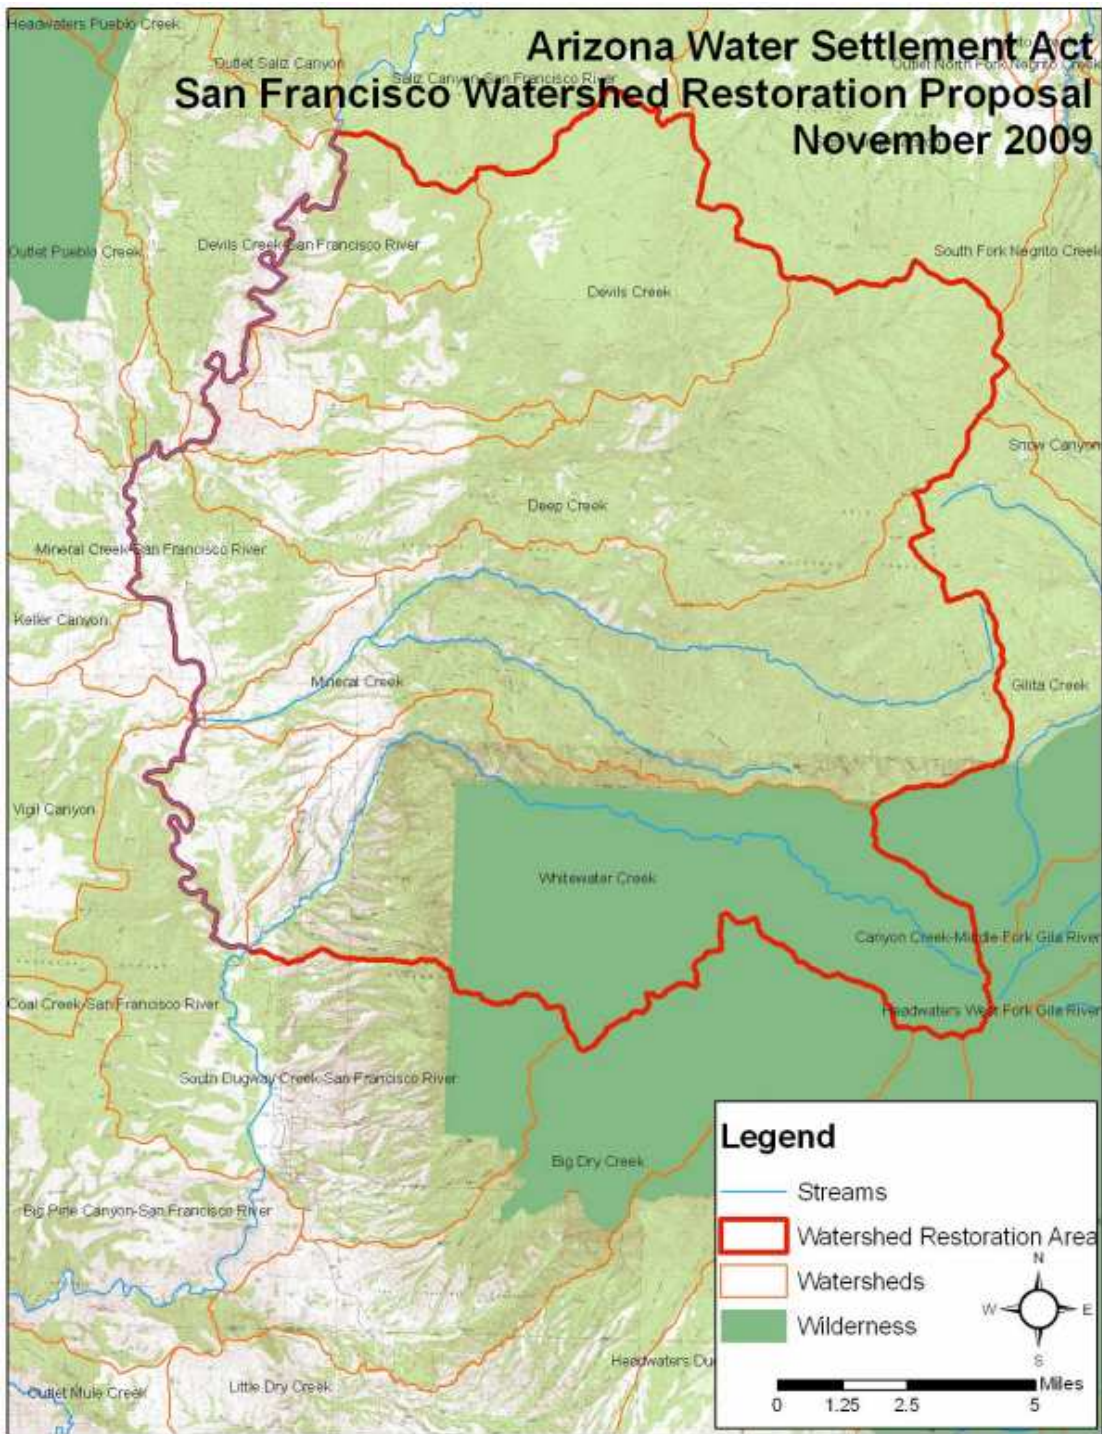 Arizona Water Settlement Act
San Francisco Watershed Restoration Proposal
November 2009
Headwaters Pueblo Creek
Outlet Saliz Canyon
Saliz Canyon-San Francisco River
Outlet North Fork Negrito Creek
Outlet Pueblo Creek
Devils Creek-San Francisco River
South Fork Negrito Creek
Devils Creek
Snow Canyon
Deep Creek
Mineral Creek-San Francisco River
Keller Canyon
Mineral Creek
Gilita Creek
Vigil Canyon
Whitewater Creek
Canyon Creek-Middle Fork Gila River
Coal Creek-San Francisco River
Headwaters West Fork Gila River
South Dugway Creek-San Francisco River
Big Dry Creek
Big Pine Canyon-San Francisco River
Headwaters Du
Outlet Mule Creek
Little Dry Creek
Legend
Streams
Watershed Restoration Area
Watersheds
Wilderness
N
W
E
S
Miles
0 1.25 2.5 5